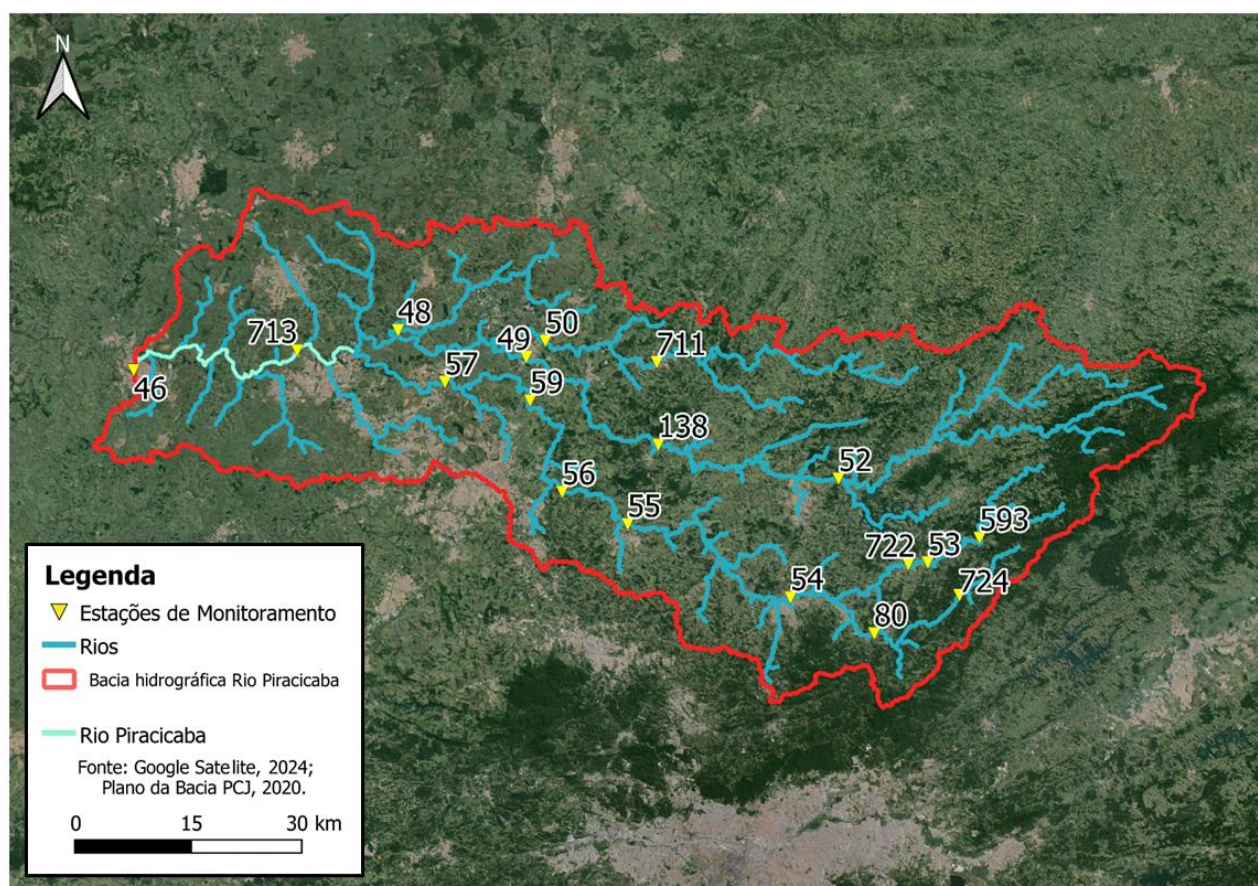 N
48
50
713
49
711
57
46
59
138
52
56
55
593
722
53
724
54
80
Legenda
Estações de Monitoramento
Rios
Bacia hidrográfica Rio Piracicaba
Rio Piracicaba
Fonte: Google Satelite, 2024;
Plano da Bacia PCJ, 2020.
0 15 30 km